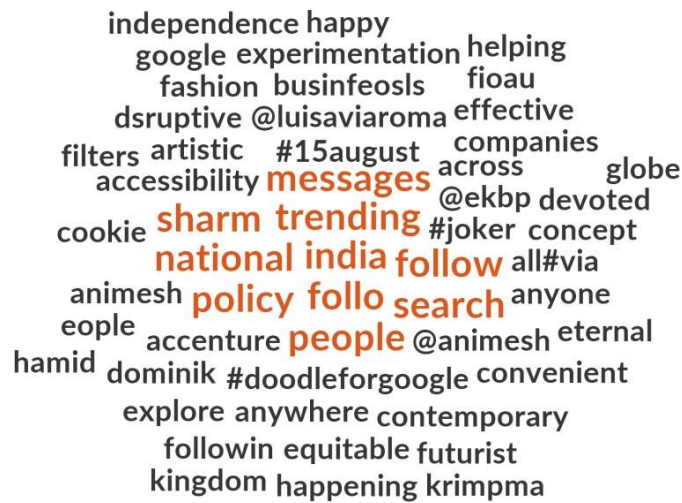 independence happy
google experimentation helping
fashion businfeosls fioau
dsruptive @luisaviaroma effective
filters artistic #15august companies
accessibility messages across globe
@ekbp devoted
cookie sharm trending #joker concept
national india follow all#via
animesh policy follo search anyone
eople accenture people @animesh eternal
hamid dominik #doodleforgoogle convenient
explore anywhere contemporary
followin equitable futurist
kingdom happening krimpma